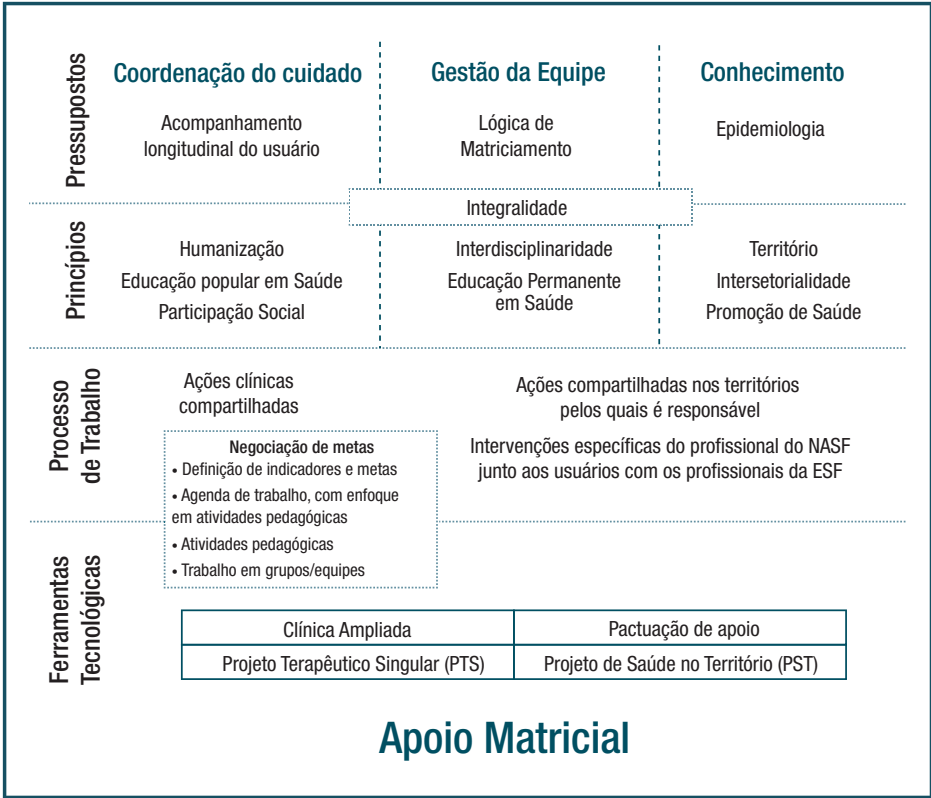 Pressupostos
Coordenação do cuidado
Gestão da Equipe
Conhecimento
Acompanhamento
longitudinal do usuário
Lógica de
Matriciamento
Epidemiologia
Integralidade
Princípios
Humanização
Educação popular em Saúde
Participação Social
Interdisciplinaridade
Educação Permanente
em Saúde
Território
Intersetorialidade
Promoção de Saúde
Processo
de Trabalho
Ações clínicas
compartilhadas
Ações compartilhadas nos territórios
pelos quais é responsável
Intervenções específicas do profissional do NASF
junto aos usuários com os profissionais da ESF
Negociação de metas
• Definição de indicadores e metas
• Agenda de trabalho, com enfoque
em atividades pedagógicas
• Atividades pedagógicas
• Trabalho em grupos/equipes
Ferramentas
Tecnológicas
Clínica Ampliada
Pactuação de apoio
Projeto Terapêutico Singular (PTS)
Projeto de Saúde no Território (PST)
Apoio Matricial